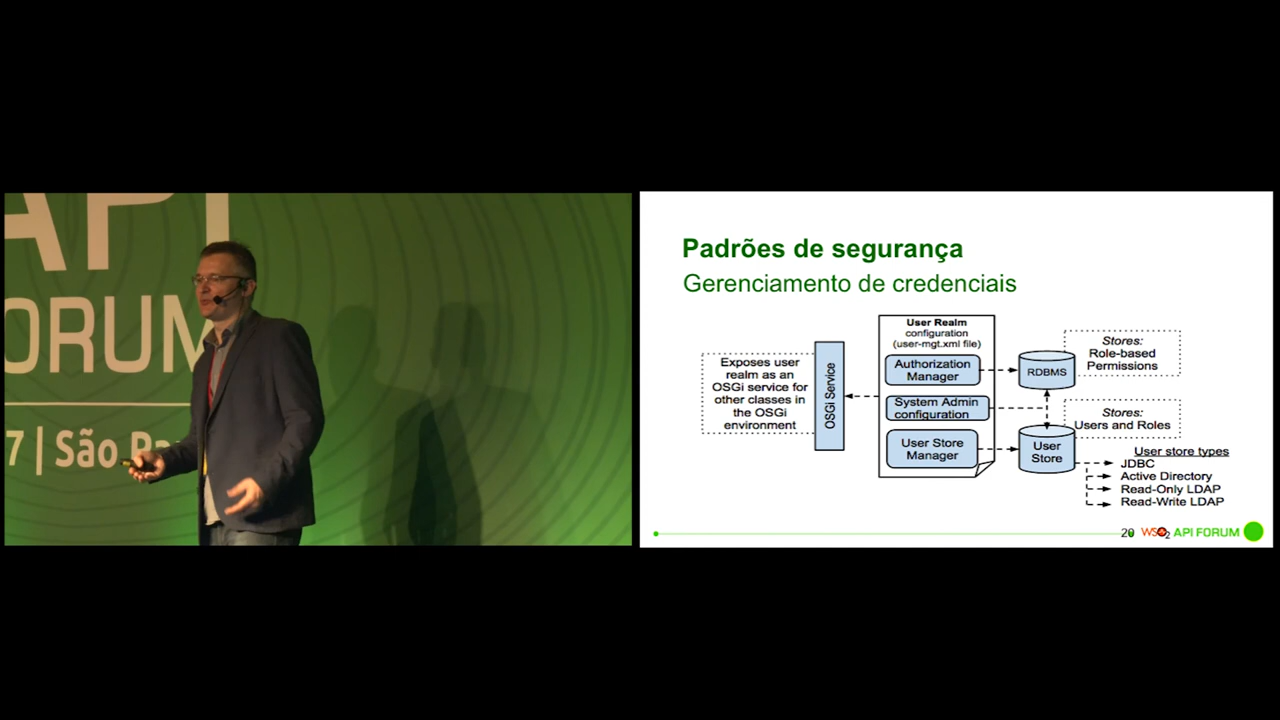 API
ORUM
7 | São Pa
Padrões de segurança
Gerenciamento de credenciais
Exposes user
realm as an
OSGi service for
other classes in
the OSGi
environment
OSGi Service
User Realm
configuration
(user-mgt.xml file)
Authorization
Manager
System Admin
configuration
User Store
Manager
RDBMS
User
Store
Stores:
Role-based
Permissions
Stores:
Users and Roles
User store types
JDBC
Active Directory
Read-Only LDAP
Read-Write LDAP
20 WSO2 API FORUM